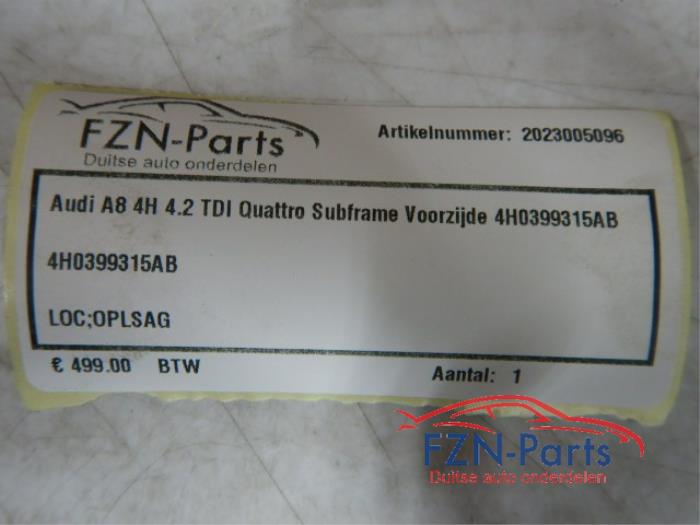 FZN-Parts
Duitse auto onderdelen
Artikelnummer: 2023005096
Audi A8 4H 4.2 TDI Quattro Subframe Voorzijde 4H0399315AB
4H0399315AB
LOC;OPLSAG
€ 499.00 BTW
Aantal: 1
FZN-Parts
Duitse auto onderdelen